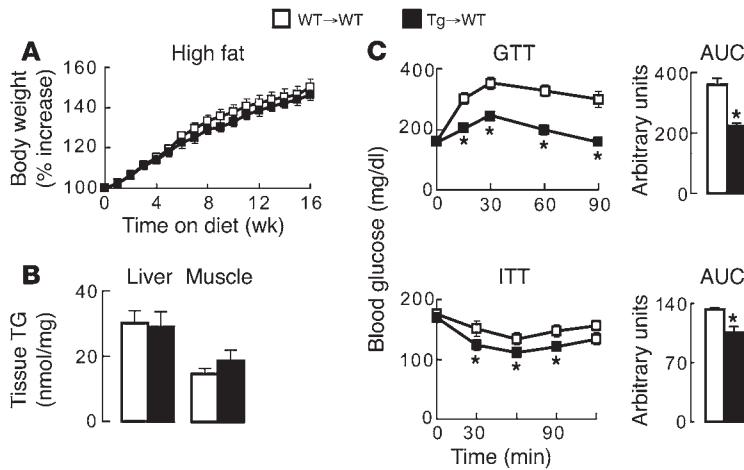 WT→WT Tg→WT
A
High fat
Body weight
(% increase)
160
140
120
100
0 4 8 12 16
Time on diet (wk)
B
Liver Muscle
Tissue TG
(nmol/mg)
40
20
0
C
GTT
400
200
0
* * * *
0 30 60 90
AUC
Arbitrary units
400
200
0
*
Blood glucose (mg/dl)
ITT
200
100
0
* * *
0 30 90
Time (min)
AUC
Arbitrary units
140
70
0
*